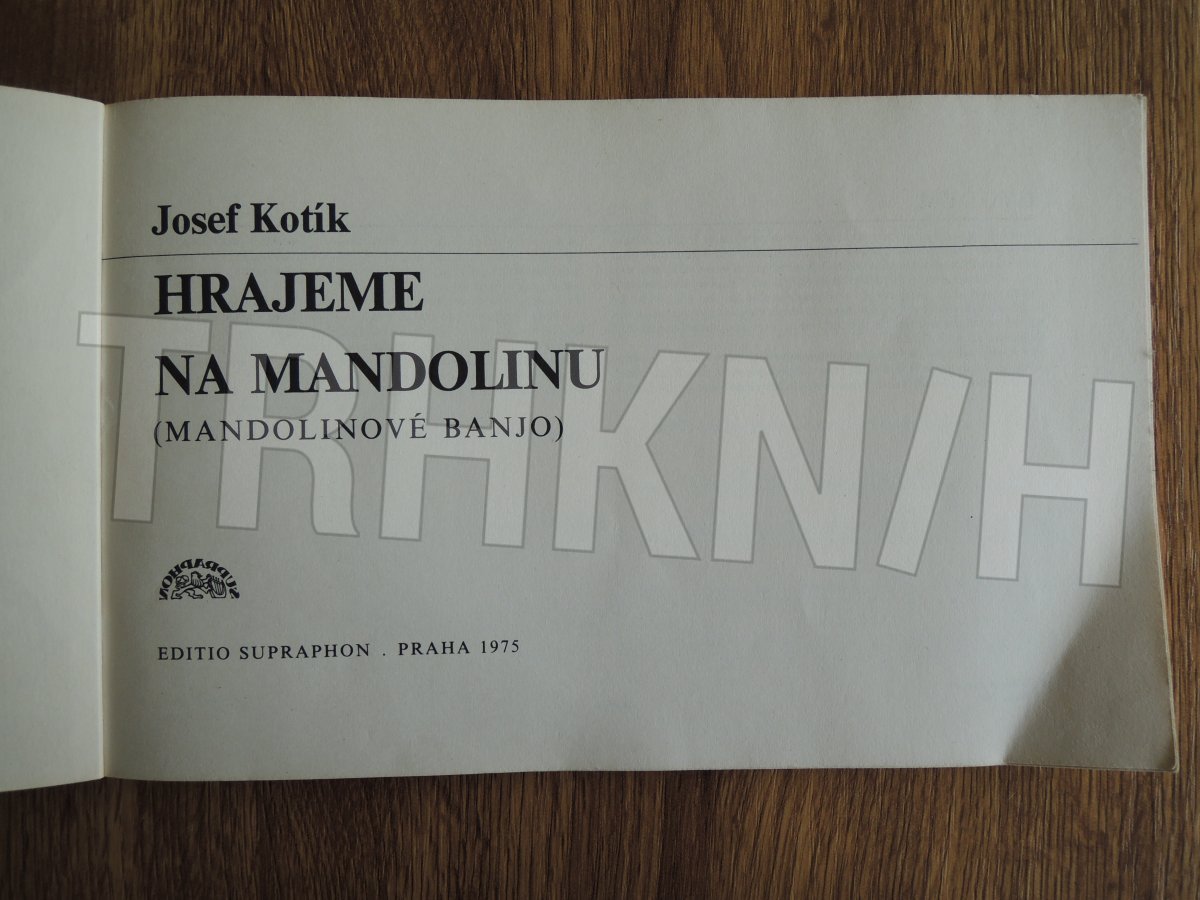 Josef Kotík
HRAJEME
NA MANDOLINU
(MANDOLINOVÉ BANJO)
TRHKNIH
SUPRAPHON
EDITIO SUPRAPHON . PRAHA 1975